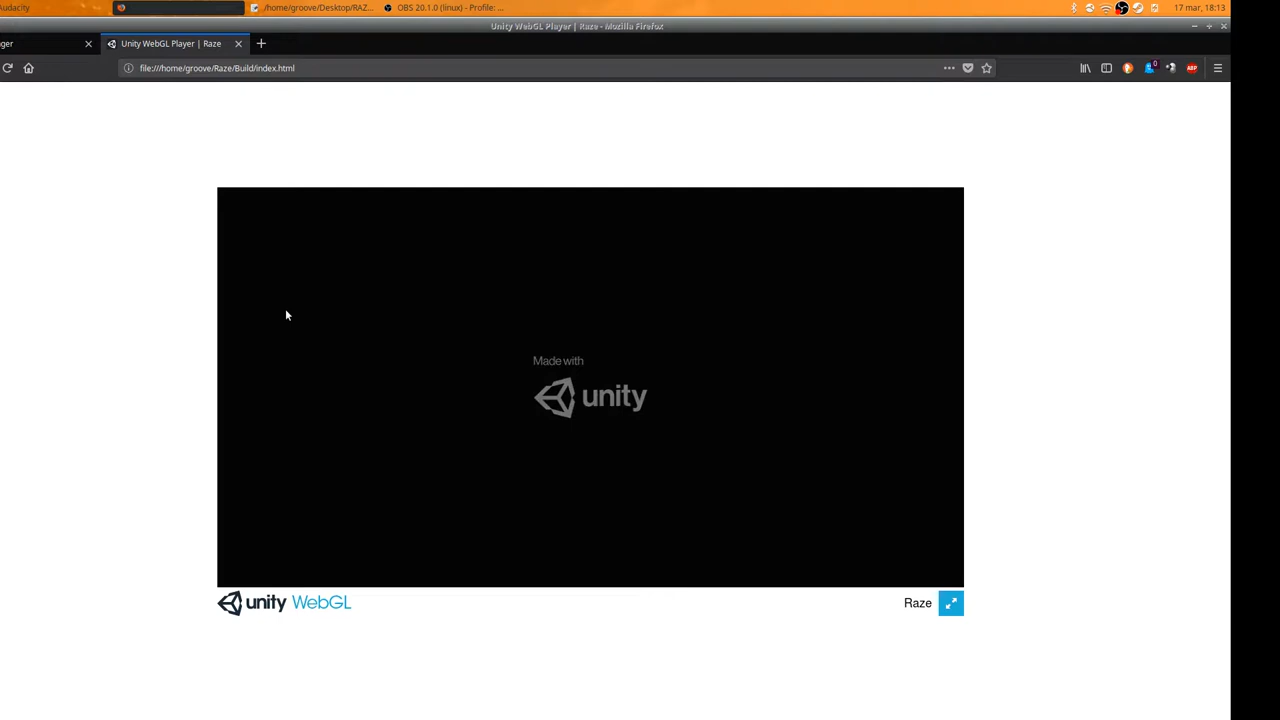 Audacity
/home/groove/Desktop/RAZ...
OBS 20.1.0 (linux) - Profile: ...
17 mar, 18:13
Unity WebGL Player | Raze - Mozilla Firefox
ger
Unity WebGL Player | Raze
file:///home/groove/Raze/Build/index.html
0
ABP
Made with
unity
unity WebGL
Raze